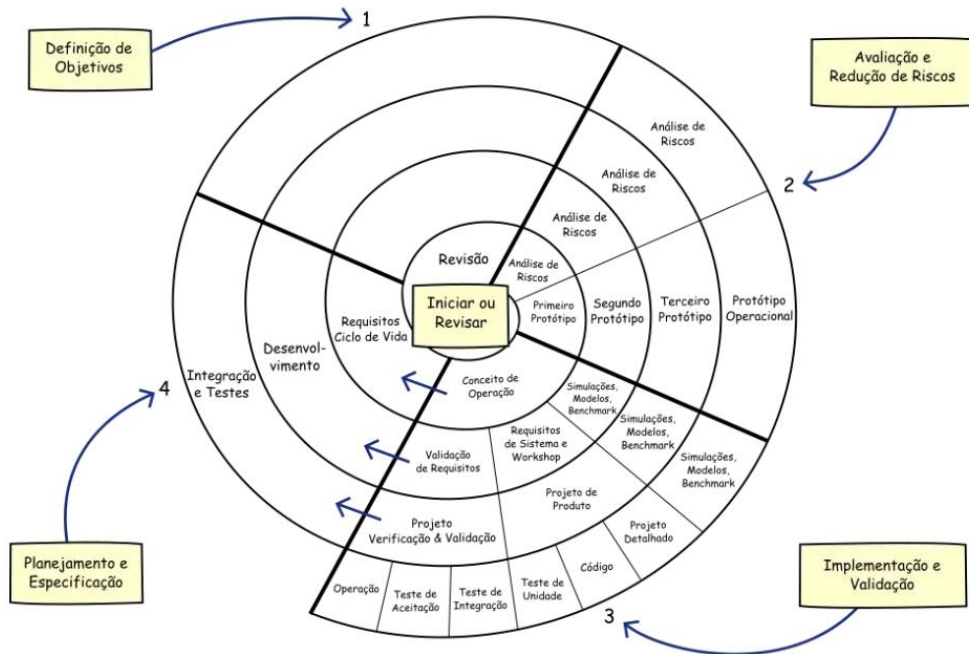 1
Definição de
Objetivos
Avaliação e
Redução de Riscos
2
Análise de
Riscos
Análise de
Riscos
Análise de
Riscos
Análise de
Riscos
Revisão
Iniciar ou
Revisar
Primeiro
Protótipo
Segundo
Protótipo
Terceiro
Protótipo
Protótipo
Operacional
Requisitos
Ciclo de Vida
Desenvol-
vimento
Integração
e Testes
4
Conceito de
Operação
Simulações,
Modelos,
Benchmark
Simulações,
Modelos,
Benchmark
Simulações,
Modelos,
Benchmark
Validação
de Requisitos
Requisitos
de Sistema e
Workshop
Projeto de
Produto
Projeto
Verificação & Validação
Projeto
Detalhado
Código
Teste de
Unidade
Teste de
Integração
Teste de
Aceitação
Operação
3
Planejamento e
Especificação
Implementação e
Validação